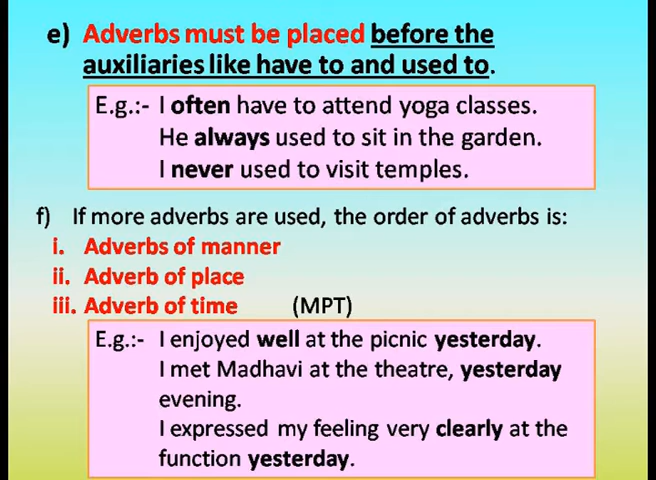 e) Adverbs must be placed before the
auxiliaries like have to and used to.
E.g.:- I often have to attend yoga classes.
He always used to sit in the garden.
I never used to visit temples.
f) If more adverbs are used, the order of adverbs is:
i. Adverbs of manner
ii. Adverb of place
iii. Adverb of time (MPT)
E.g.:- I enjoyed well at the picnic yesterday.
I met Madhavi at the theatre, yesterday
evening.
I expressed my feeling very clearly at the
function yesterday.